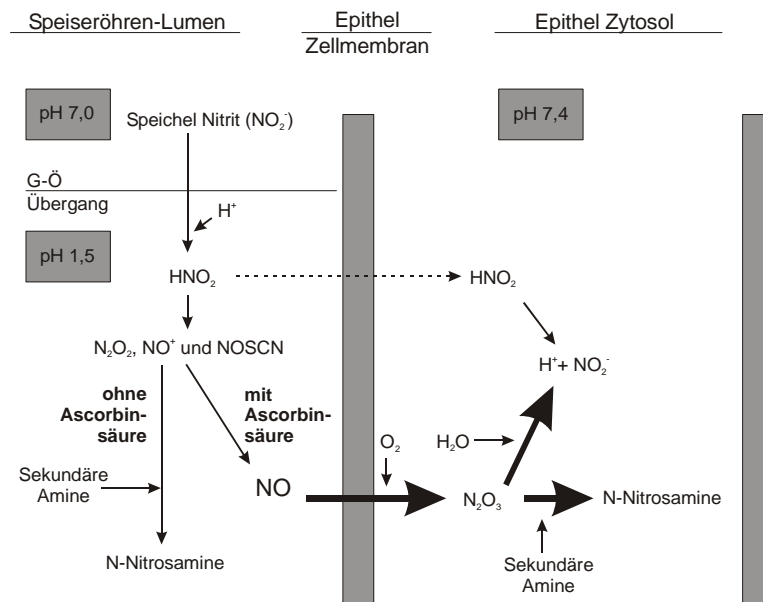 Speiseröhren-Lumen
Epithel
Zellmembran
Epithel Zytosol
pH 7,0
Speichel Nitrit (NO₂⁻)
pH 7,4
G-Ö
Übergang
H⁺
pH 1,5
HNO₂
HNO₂
N₂O₂, NO⁺ und NOSCN
H⁺+ NO₂⁻
ohne
Ascorbin-
säure
mit
Ascorbin-
säure
O₂
H₂O
Sekundäre
Amine
NO
N₂O₃
N-Nitrosamine
N-Nitrosamine
Sekundäre
Amine